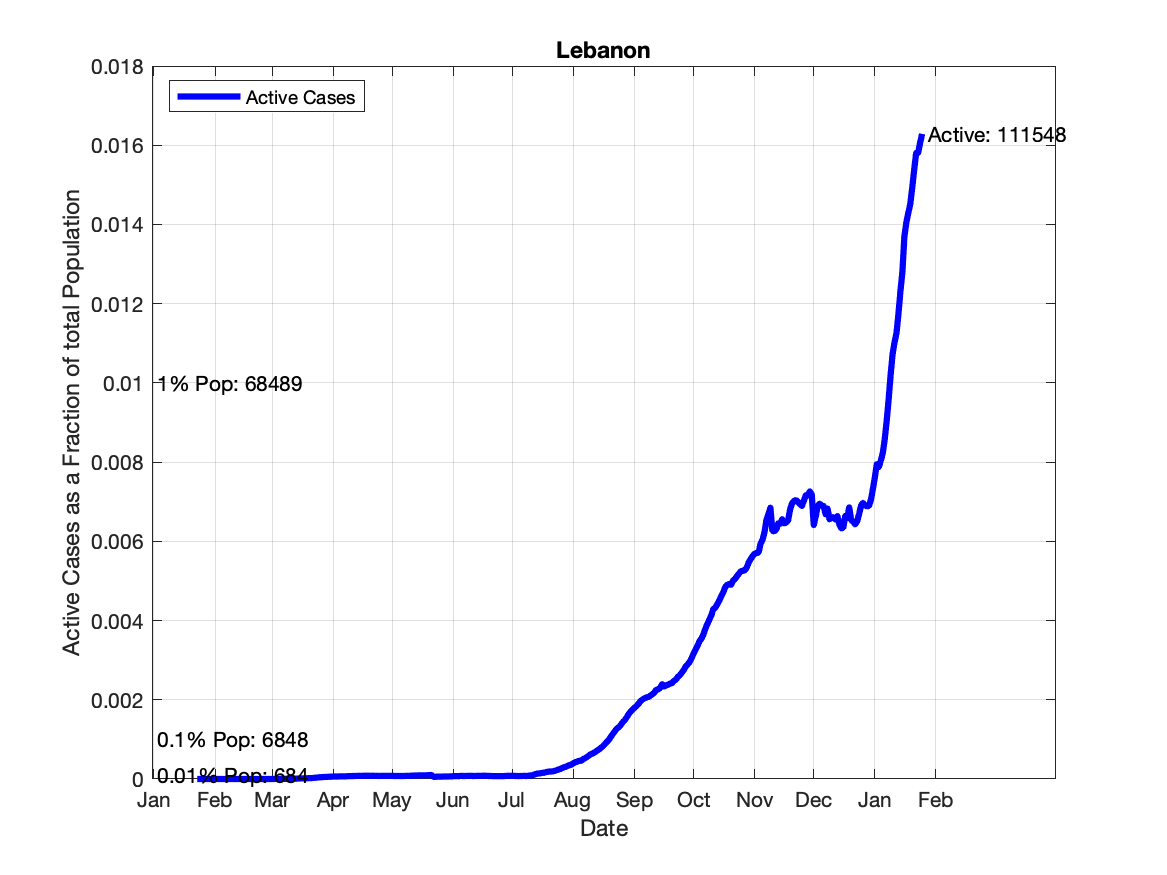 Lebanon
Active Cases
Active: 111548
1% Pop: 68489
0.1% Pop: 6848
0.01% Pop: 684
0.018
0.016
0.014
0.012
0.01
0.008
0.006
0.004
0.002
0
Active Cases as a Fraction of total Population
Jan Feb Mar Apr May Jun Jul Aug Sep Oct Nov Dec Jan Feb
Date